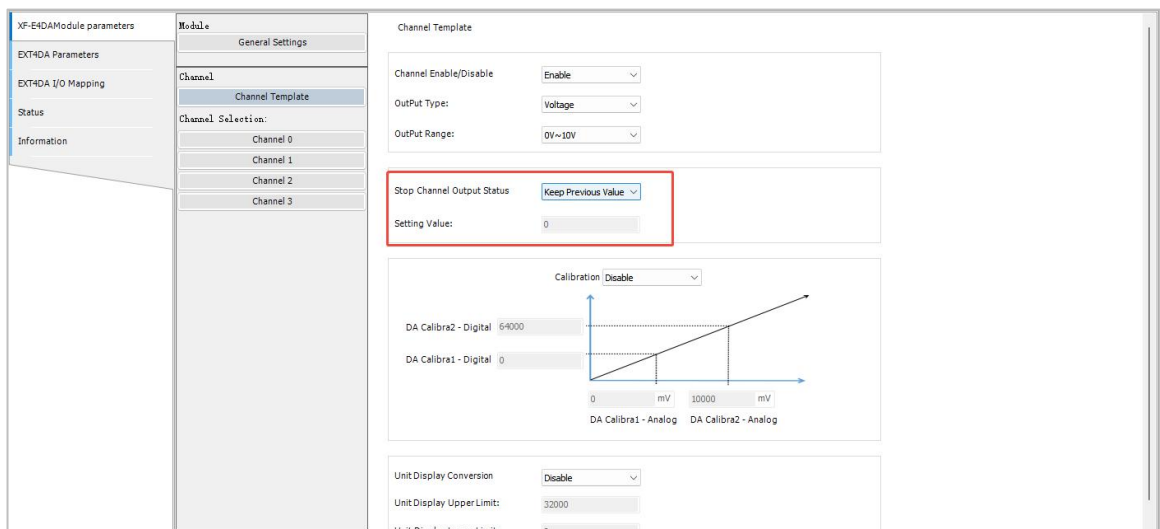 XF-E4DAModule parameters
EXT4DA Parameters
EXT4DA I/O Mapping
Status
Information
Module
General Settings
Channel
Channel Template
Channel Selection:
Channel 0
Channel 1
Channel 2
Channel 3
Channel Template
Channel Enable/Disable Enable
OutPut Type: Voltage
OutPut Range: 0V~10V
Stop Channel Output Status Keep Previous Value
Setting Value: 0
Calibration Disable
DA Calibra2 - Digital 64000
DA Calibra1 - Digital 0
0 mV 10000 mV
DA Calibra1 - Analog DA Calibra2 - Analog
Unit Display Conversion Disable
Unit Display Upper Limit: 32000